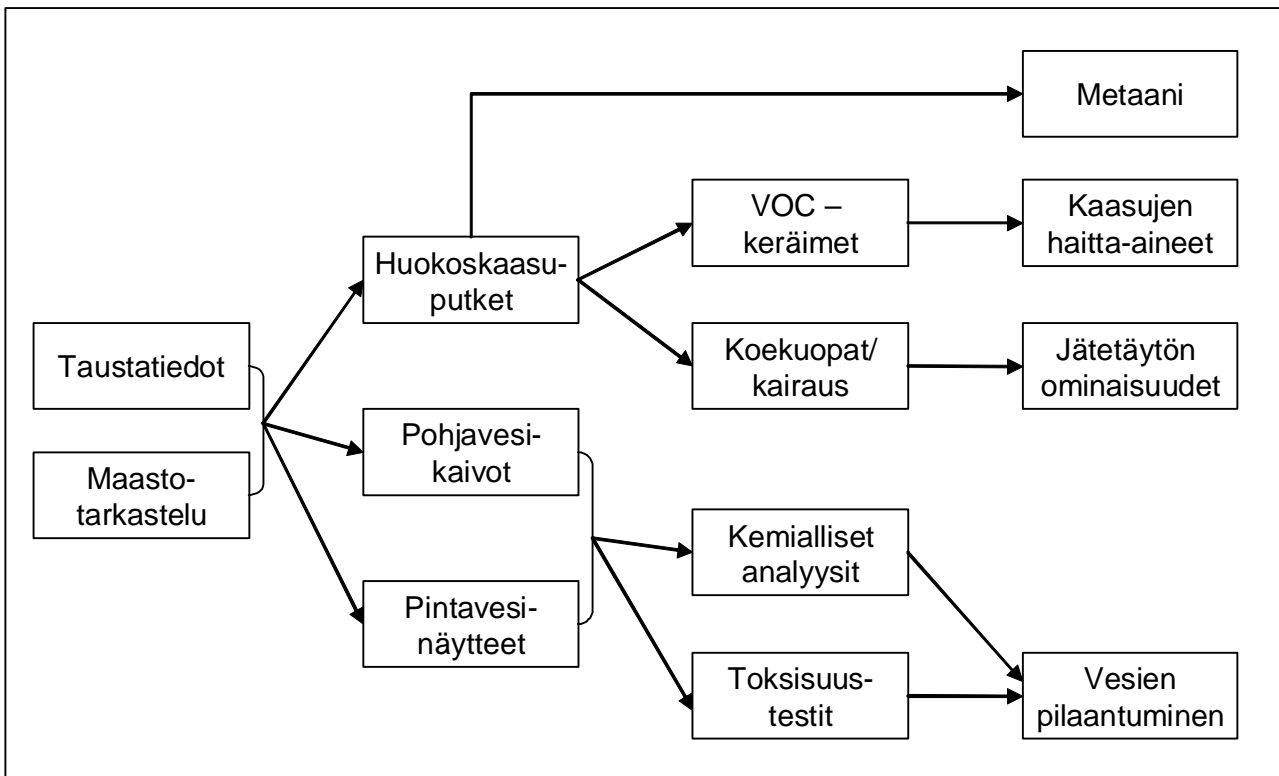 Metaani
VOC –
keräimet
Kaasujen
haitta-aineet
Huokoskaasu-
putket
Taustatiedot
Koekuopat/
kairaus
Jätetäytön
ominaisuudet
Pohjavesi-
kaivot
Maasto-
tarkastelu
Kemialliset
analyysit
Pintavesi-
näytteet
Toksisuus-
testit
Vesien
pilaantuminen